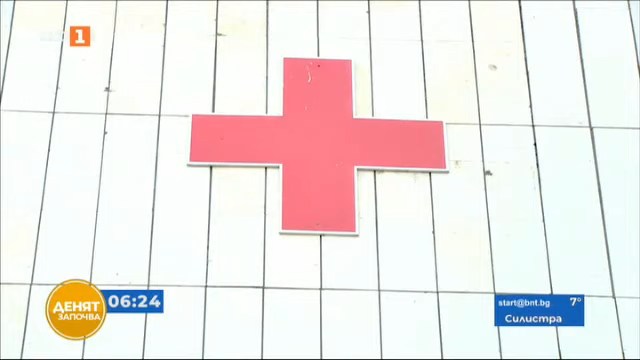 1
ДЕНЯТ
ЗАПОЧВА
06:24
start@bnt.bg 7°
Силистра